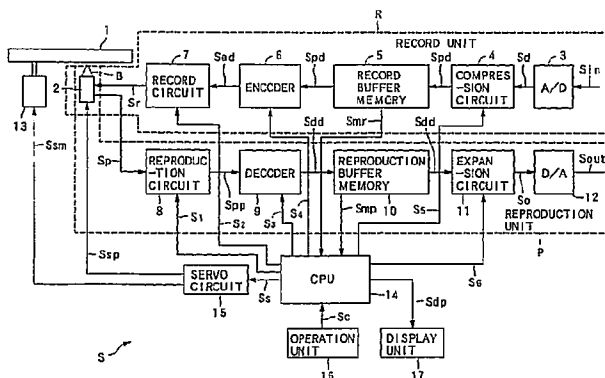 R
1
RECORD UNIT
7 6 5 4 3
B
Sad Spd Spd Sd Sin
2
RECORD CIRCUIT
ENCODER
RECORD BUFFER MEMORY
COMPRES -SION CIRCUIT
A/D
13
Sr
Smr
Ssm
Sp
Sdd Sdd Sout
REPRODUC -TION CIRCUIT
Spp
DECODER
REPRODUCTION BUFFER MEMORY
EXPAN -SION CIRCUIT
So
D/A
8 9 10 11 12
S1 S2 S3 S4 Smp S5
REPRODUCTION UNIT
P
Ssp
S6
SERVO CIRCUIT
Ss
CPU
14
15
Sc
Sdp
S
OPERATION UNIT
DISPLAY UNIT
16 17